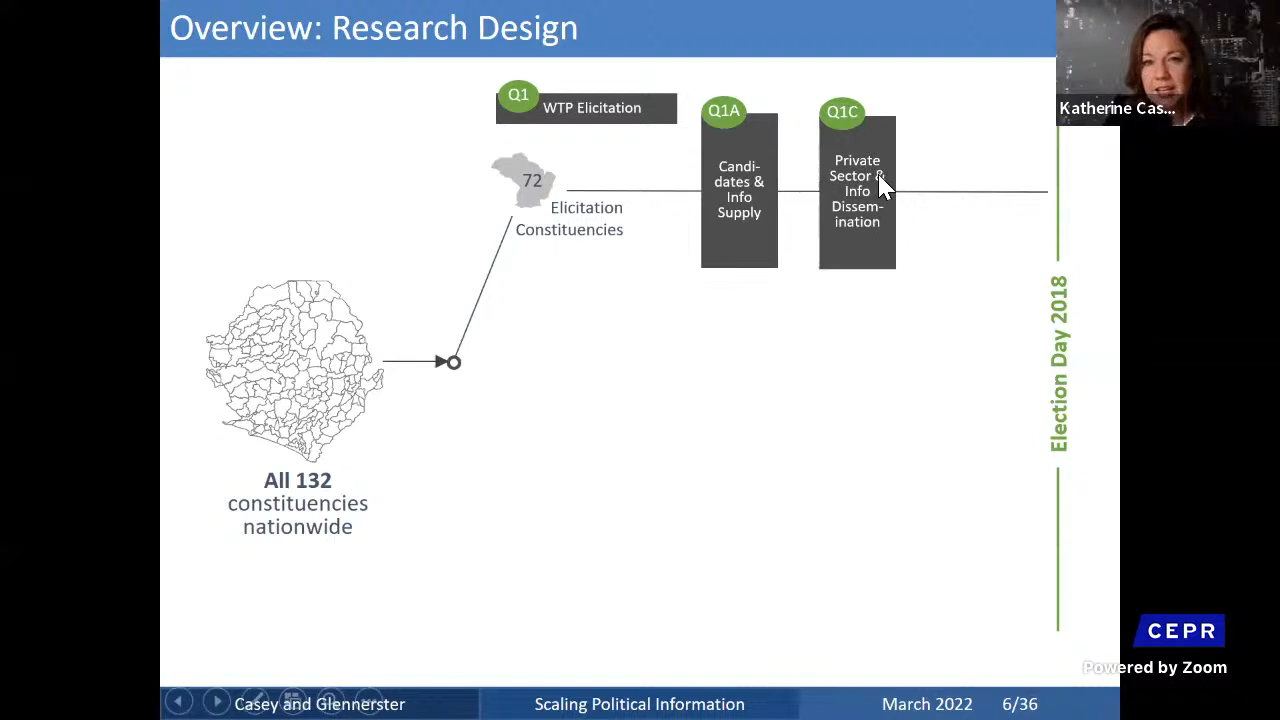 Overview: Research Design
Katherine Cas...
Q1
WTP Elicitation
Q1A
Q1C
Candi-
dates &
Info
Supply
Private
Sector &
Info
Dissem-
ination
72
Elicitation
Constituencies
Election Day 2018
All 132
constituencies
nationwide
CEPR
Powered by Zoom
Casey and Glennerster
Scaling Political Information
March 2022 6/36